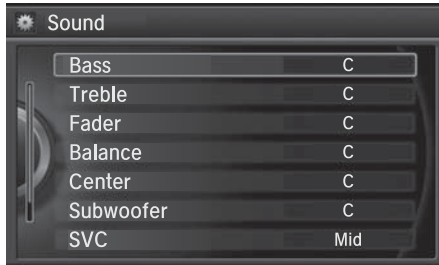 Sound
Bass C
Treble C
Fader C
Balance C
Center C
Subwoofer C
SVC Mid